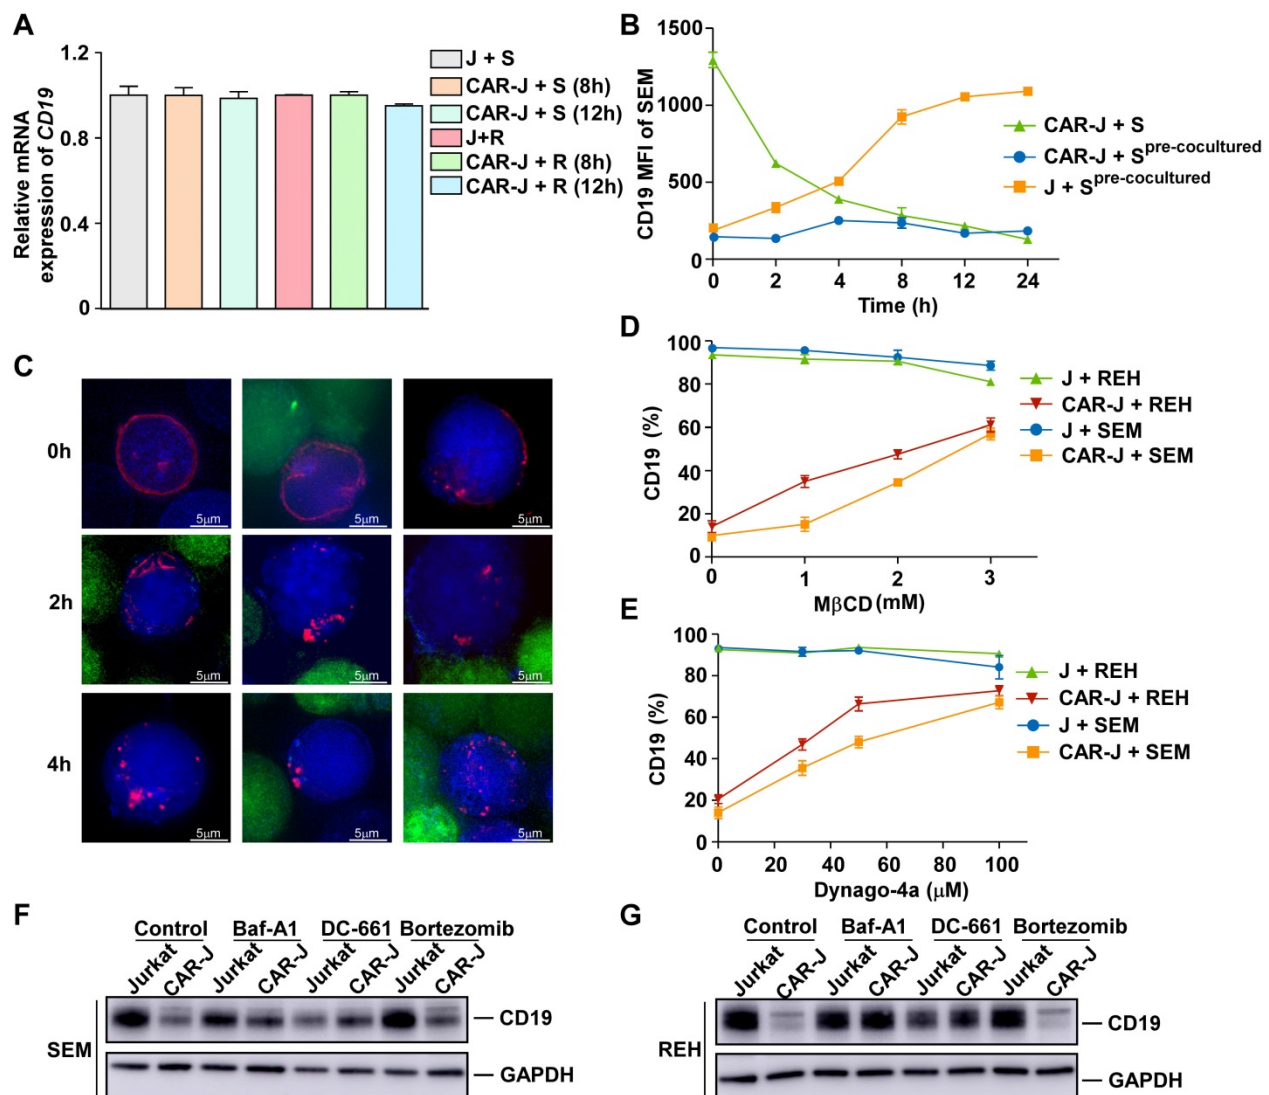 A
Relative mRNA
expression of CD19
1.2
0.8
0.4
0
J + S
CAR-J + S (8h)
CAR-J + S (12h)
J+R
CAR-J + R (8h)
CAR-J + R (12h)
B
CD19 MFI of SEM
1500
1000
500
0
0 2 4 8 12 24
Time (h)
CAR-J + S
CAR-J + Spre-cocultured
J + Spre-cocultured
C
0h
5μm 5μm 5μm
2h
5μm 5μm 5μm
4h
5μm 5μm 5μm
D
CD19 (%)
100
80
60
40
20
0
0 1 2 3
MβCD (mM)
J + REH
CAR-J + REH
J + SEM
CAR-J + SEM
E
CD19 (%)
100
80
60
40
20
0
0 20 40 60 80 100
Dynago-4a (μM)
J + REH
CAR-J + REH
J + SEM
CAR-J + SEM
F
Control Baf-A1 DC-661 Bortezomib
Jurkat CAR-J Jurkat CAR-J Jurkat CAR-J Jurkat CAR-J
SEM
CD19
GAPDH
G
Control Baf-A1 DC-661 Bortezomib
Jurkat CAR-J Jurkat CAR-J Jurkat CAR-J Jurkat CAR-J
REH
CD19
GAPDH